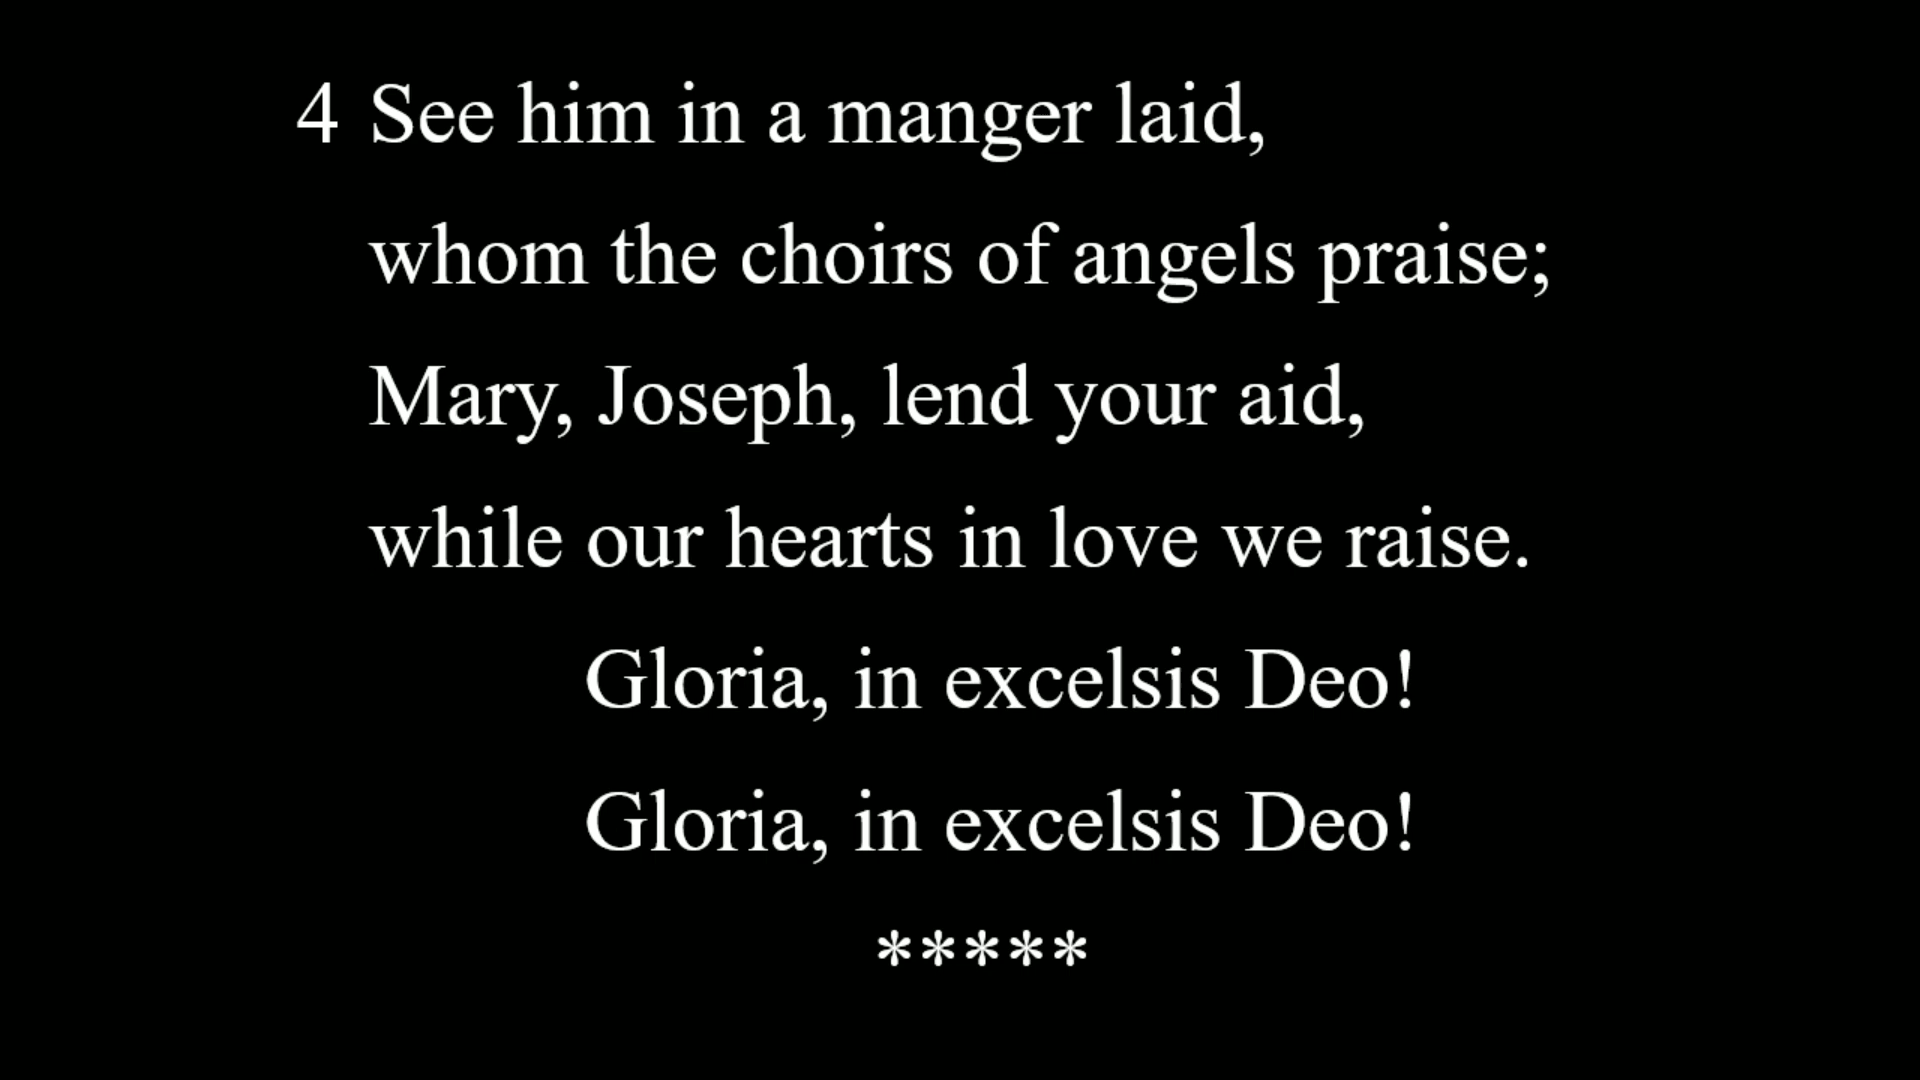 4 See him in a manger laid,
whom the choirs of angels praise;
Mary, Joseph, lend your aid,
while our hearts in love we raise.
Gloria, in excelsis Deo!
Gloria, in excelsis Deo!
*****